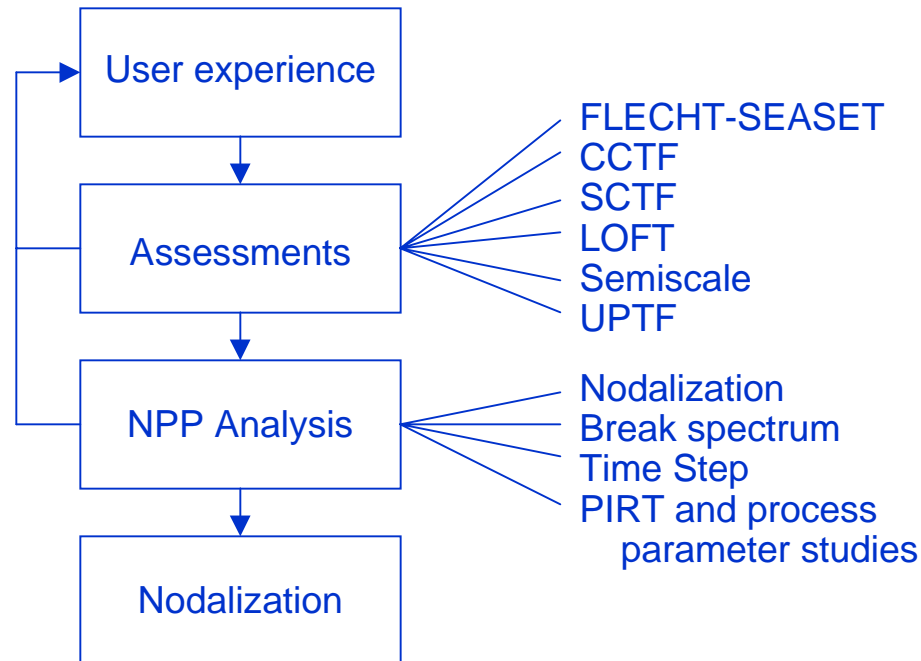 User experience
Assessments
NPP Analysis
Nodalization
FLECHT-SEASET
CCTF
SCTF
LOFT
Semiscale
UPTF
Nodalization
Break spectrum
Time Step
PIRT and process
parameter studies